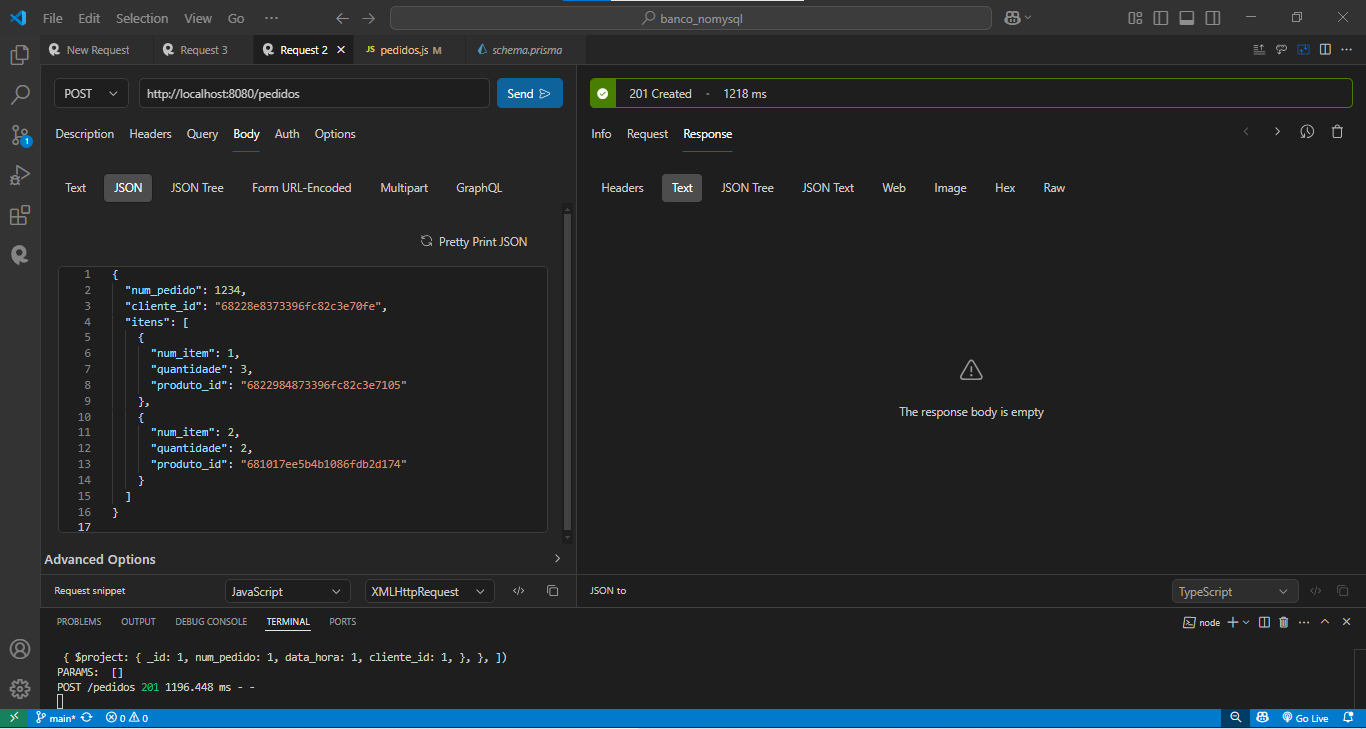 File Edit Selection View Go ··· banco_nomysql
New Request Request 3 Request 2 JS pedidos.js M schema.prisma
POST http://localhost:8080/pedidos Send
201 Created · 1218 ms
Description Headers Query Body Auth Options
Info Request Response
Text JSON JSON Tree Form URL-Encoded Multipart GraphQL
Headers Text JSON Tree JSON Text Web Image Hex Raw
Pretty Print JSON
1 {
2 "num_pedido": 1234,
3 "cliente_id": "68228e8373396fc82c3e70fe",
4 "itens": [
5 {
6 "num_item": 1,
7 "quantidade": 3,
8 "produto_id": "6822984873396fc82c3e7105"
9 },
10 {
11 "num_item": 2,
12 "quantidade": 2,
13 "produto_id": "681017ee5b4b1086fdb2d174"
14 }
15 ]
16 }
17
The response body is empty
Advanced Options
Request snippet JavaScript XMLHttpRequest </>
JSON to TypeScript </>
1
PROBLEMS OUTPUT DEBUG CONSOLE TERMINAL PORTS node
{ $project: { _id: 1, num_pedido: 1, data_hora: 1, cliente_id: 1, }, }, ])
PARAMS: []
POST /pedidos 201 1196.448 ms - -
main* 0 0 Go Live